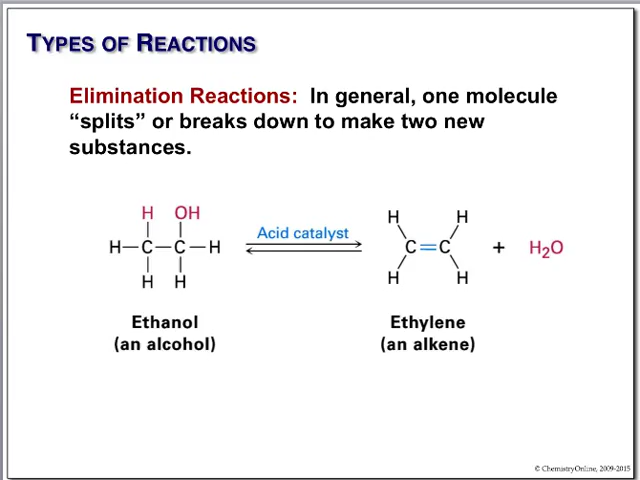 TYPES OF REACTIONS
Elimination Reactions: In general, one molecule
“splits” or breaks down to make two new
substances.
H OH
H—C—C—H
H H
Acid catalyst
H H
C=C
H H
+ H₂O
Ethanol
(an alcohol)
Ethylene
(an alkene)
© ChemistryOnline, 2009-2015